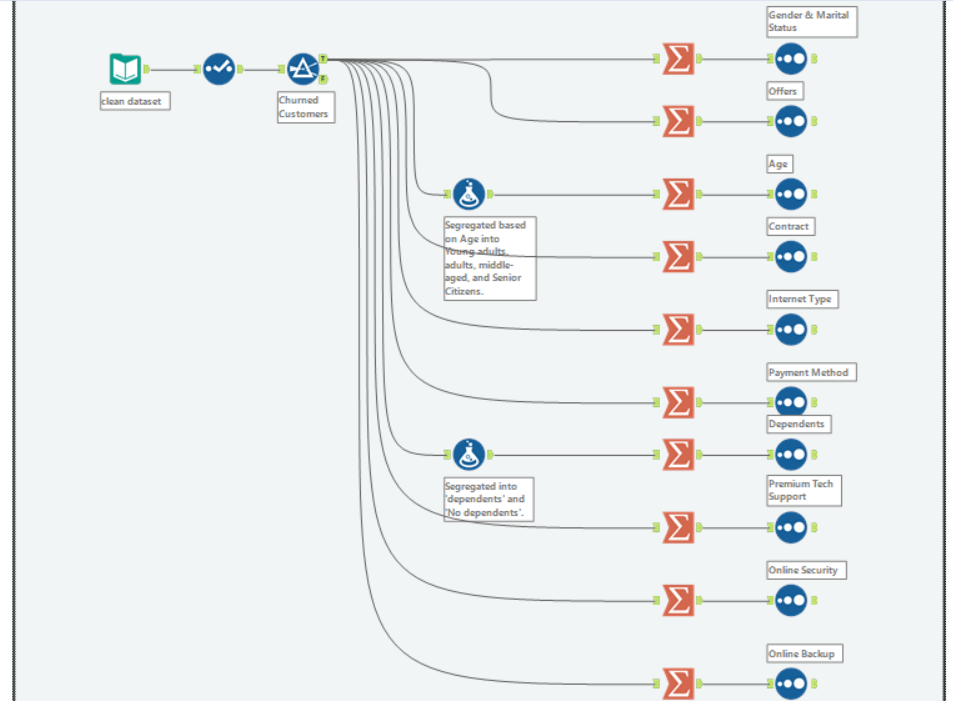 Gender & Marital
Status
clean dataset
T
F
Churned
Customers
Offers
Age
Segregated based
on Age into
Young adults,
adults, middle-
aged, and Senior
Citizens.
Contract
Internet Type
Payment Method
Dependents
Segregated into
'dependents' and
'No dependents'.
Premium Tech
Support
Online Security
Online Backup